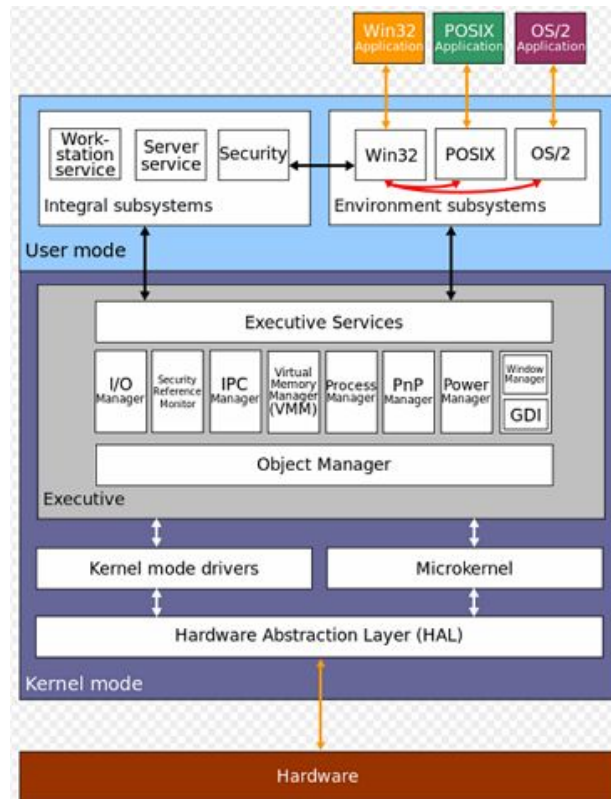 Win32
Application
POSIX
Application
OS/2
Application
Work-
station
service
Server
service
Security
Integral subsystems
Win32
POSIX
OS/2
Environment subsystems
User mode
Executive Services
I/O
Manager
Security
Reference
Monitor
IPC
Manager
Virtual
Memory
Manager
(VMM)
Process
Manager
PnP
Manager
Power
Manager
Window
Manager
GDI
Object Manager
Executive
Kernel mode drivers
Microkernel
Hardware Abstraction Layer (HAL)
Kernel mode
Hardware